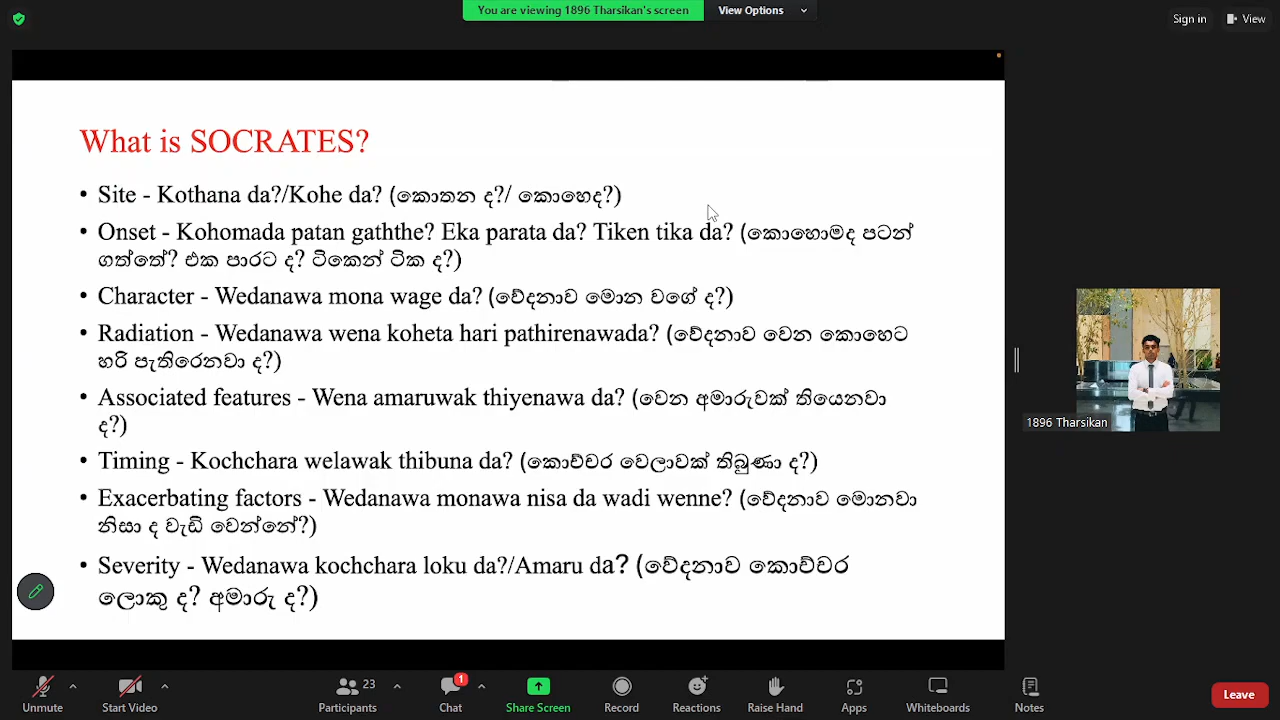 You are viewing 1896 Tharsikan's screen
View Options
Sign in
View
What is SOCRATES?
• Site - Kothana da?/Kohe da? (කොතන ද?/ කොහෙද?)
• Onset - Kohomada patan gaththe? Eka parata da? Tiken tika da? (කොහොමද පටන්
ගත්තේ? එක පාරට ද? ටිකෙන් ටික ද?)
• Character - Wedanawa mona wage da? (වේදනාව මොන වගේ ද?)
• Radiation - Wedanawa wena koheta hari pathirenawada? (වේදනාව වෙන කොහෙට
හරි පැතිරෙනවා ද?)
• Associated features - Wena amaruwak thiyenawa da? (වෙන අමාරුවක් තියෙනවා
ද?)
• Timing - Kochchara welawak thibuna da? (කොච්චර වෙලාවක් තිබුණා ද?)
• Exacerbating factors - Wedanawa monawa nisa da wadi wenne? (වේදනාව මොනවා
නිසා ද වැඩි වෙන්නේ?)
• Severity - Wedanawa kochchara loku da?/Amaru da? (වේදනාව කොච්චර
ලොකු ද? අමාරු ද?)
1896 Tharsikan
Unmute
Start Video
23
Participants
1
Chat
Share Screen
Record
Reactions
Raise Hand
Apps
Whiteboards
Notes
Leave